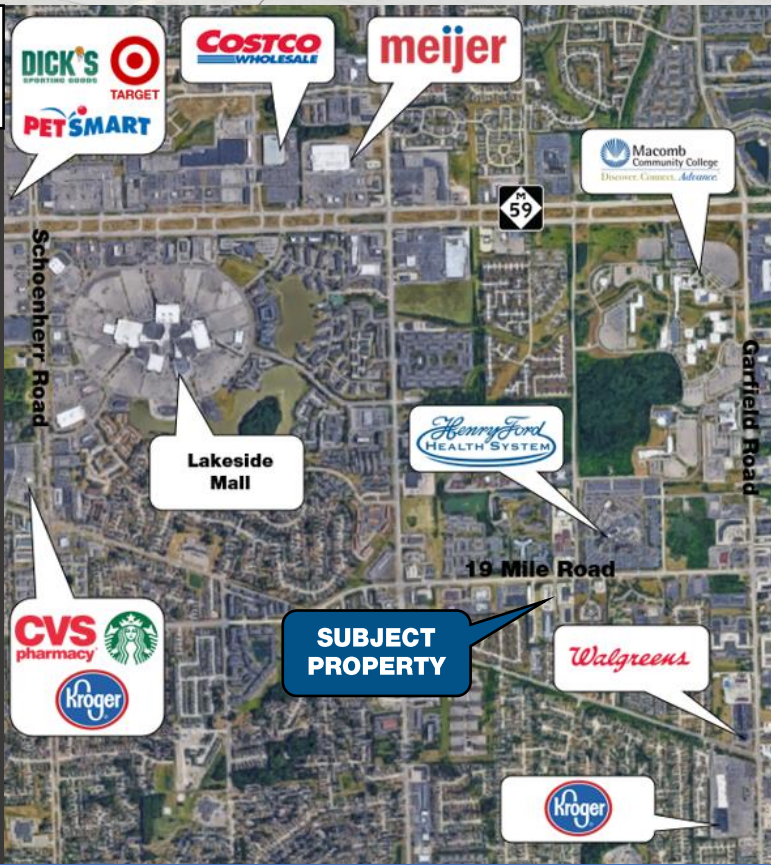 DICK'S
SPORTING GOODS
TARGET
PETSMART
COSTCO
WHOLESALE
meijer
Macomb
Community College
Discover. Connect. Advance.
M
59
Schoenherr Road
Garfield Road
Lakeside
Mall
Henry Ford
HEALTH SYSTEM
19 Mile Road
CVS
pharmacy
Kroger
SUBJECT
PROPERTY
Walgreens
Kroger